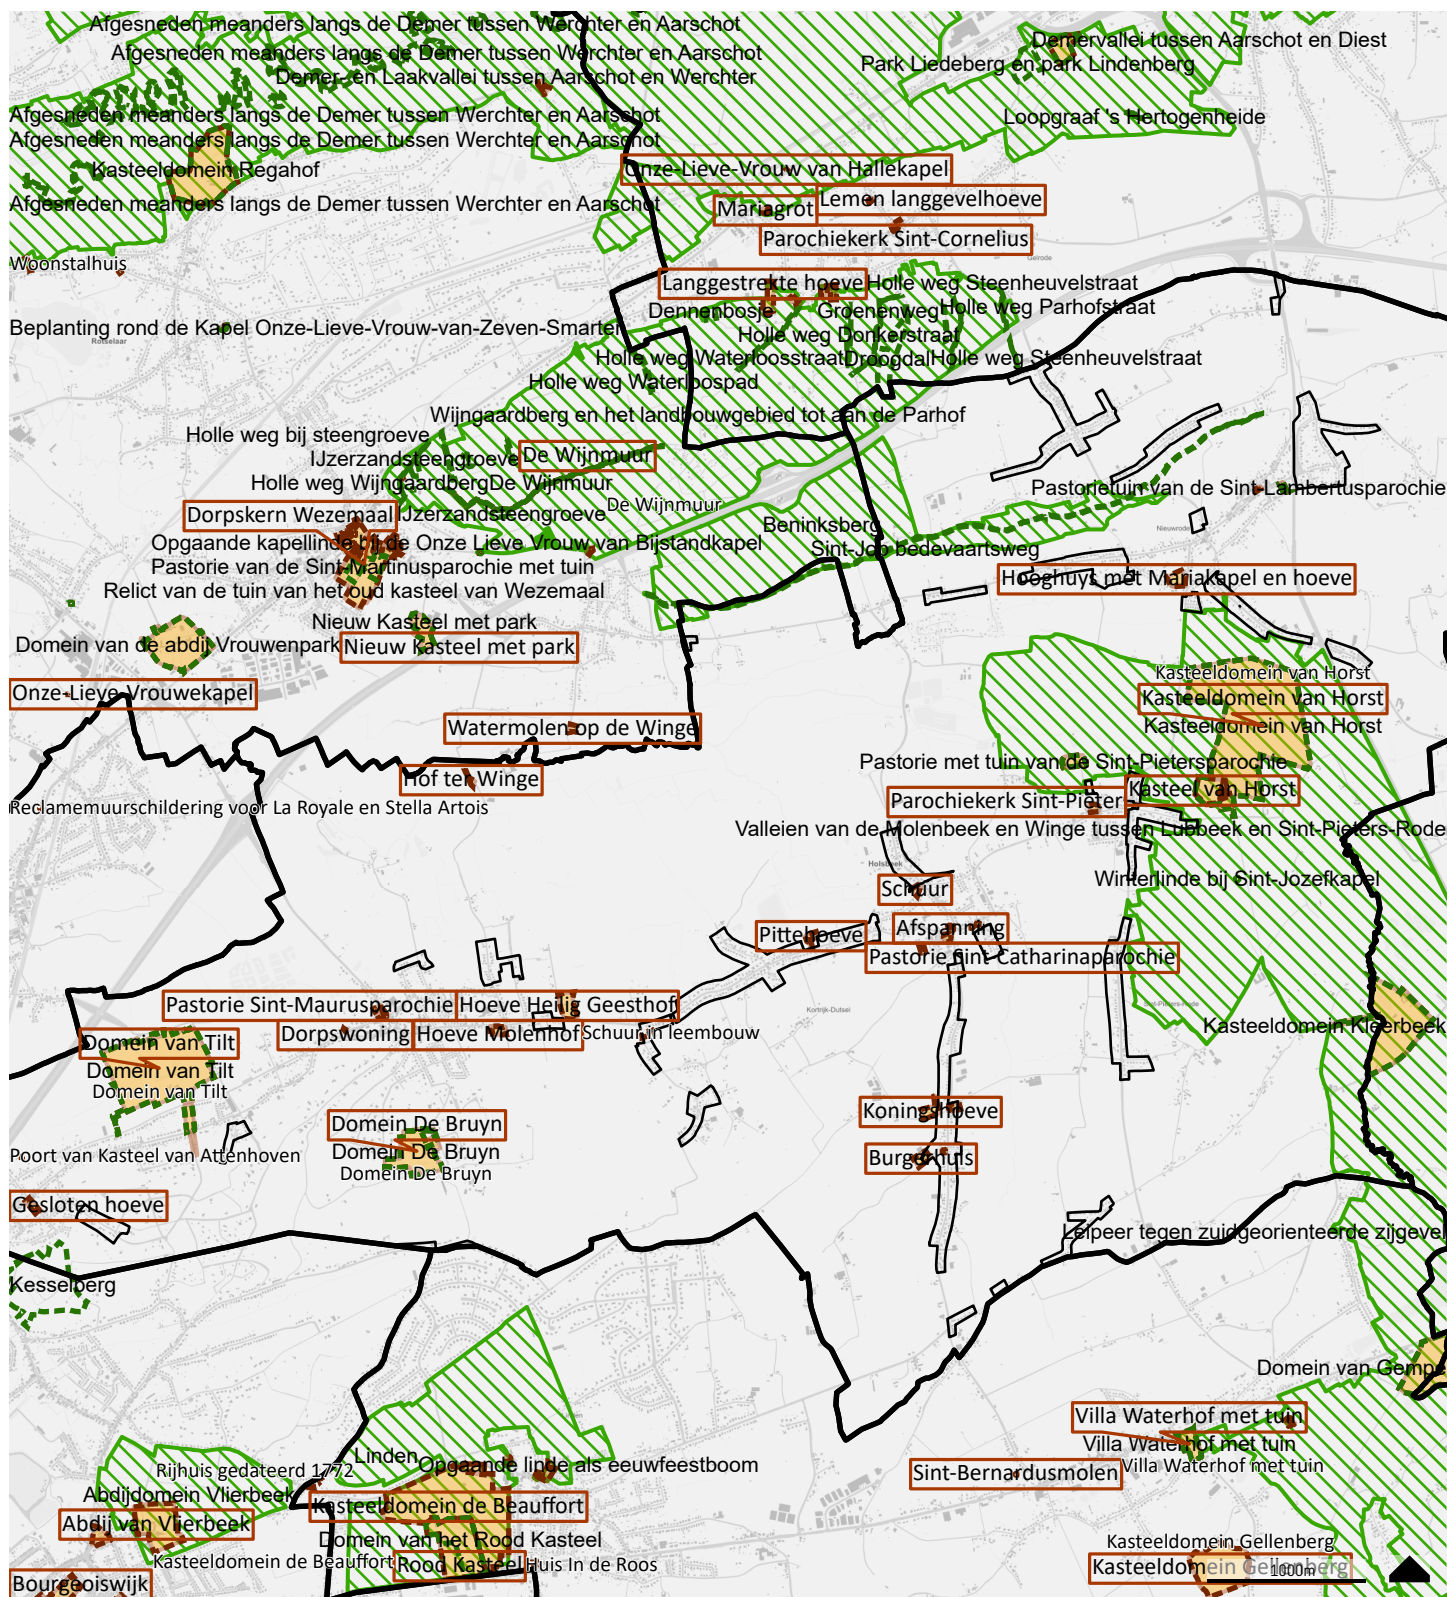 Afgesneden meanders langs de Demer tussen Werchter en Aarschot
Demervallei tussen Aarschot en Diest
Afgesneden meanders langs de Demer tussen Werchter en Aarschot
Park Liedeberg en park Lindenberg
Demer- en Laakvallei tussen Aarschot en Werchter
Afgesneden meanders langs de Demer tussen Werchter en Aarschot
Loopgraaf 's Hertogenheide
Afgesneden meanders langs de Demer tussen Werchter en Aarschot
Kasteeldomein Regahof
Onze-Lieve-Vrouw van Hallekapel
Afgesneden meanders langs de Demer tussen Werchter en Aarschot
Mariagrot
Lemen langgevelhoeve
Parochiekerk Sint-Cornelius
Gelrode
Woonstalhuis
Langgestrekte hoeve
Holle weg Steenheuvelstraat
Dennenbosje
Groenenweg
Holle weg Parhofstraat
Beplanting rond de Kapel Onze-Lieve-Vrouw-van-Zeven-Smarten
Rotselaar
Holle weg Donkerstraat
Holle weg Waterloosstraat
Droogdal
Holle weg Steenheuvelstraat
Holle weg Waterloospad
Wijngaardberg en het landbouwgebied tot aan de Parhof
Holle weg bij steengroeve
IJzerzandsteengroeve
De Wijnmuur
Holle weg Wijngaardberg
De Wijnmuur
Pastorietuin van de Sint-Lambertusparochie
De Wijnmuur
Dorpskern Wezemaal
IJzerzandsteengroeve
Beninksberg
Nieuwrode
Opgaande kapellinde bij de Onze Lieve Vrouw van Bijstandkapel
Sint-Job bedevaartsweg
Pastorie van de Sint-Martinusparochie met tuin
Hooghuys met Mariakapel en hoeve
Relict van de tuin van het oud kasteel van Wezemaal
Nieuw Kasteel met park
Domein van de abdij Vrouwenpark
Nieuw Kasteel met park
Kasteeldomein van Horst
Onze-Lieve-Vrouwekapel
Kasteeldomein van Horst
Watermolen op de Winge
Kasteeldomein van Horst
Pastorie met tuin van de Sint-Pietersparochie
Hof ter Winge
Kasteel van Horst
Reclamemuurschildering voor La Royale en Stella Artois
Parochiekerk Sint-Pieter
Valleien van de Molenbeek en Winge tussen Lubbeek en Sint-Pieters-Rode
Holsbeek
Schuur
Winterlinde bij Sint-Jozefkapel
Pittehoeve
Afspanning
Pastorie Sint-Catharinaparochie
Pastorie Sint-Maurusparochie
Hoeve Heilig Geesthof
Kortrijk-Dutsel
Sint-Pieters-Rode
Dorpswoning
Hoeve Molenhof
Schuur in leembouw
Kasteeldomein Kleerbeek
Domein van Tilt
Domein van Tilt
Domein van Tilt
Koningshoeve
Domein De Bruyn
Poort van Kasteel van Attenhoven
Domein De Bruyn
Burgerhuis
Domein De Bruyn
Gesloten hoeve
Leipeer tegen zuidgeorienteerde zijgevel
Kesselberg
Domein van Gempe
Villa Waterhof met tuin
Linden
Villa Waterhof met tuin
Rijhuis gedateerd 1772
Opgaande linde als eeuwfeestboom
Sint-Bernardusmolen
Villa Waterhof met tuin
Abdijdomein Vlierbeek
Kasteeldomein de Beauffort
Abdij van Vlierbeek
Domein van het Rood Kasteel
Kasteeldomein Gellenberg
Kasteeldomein de Beauffort
Rood Kasteel
Huis In de Roos
Kasteeldomein Gellenberg
1000m
Bourgeoiswijk